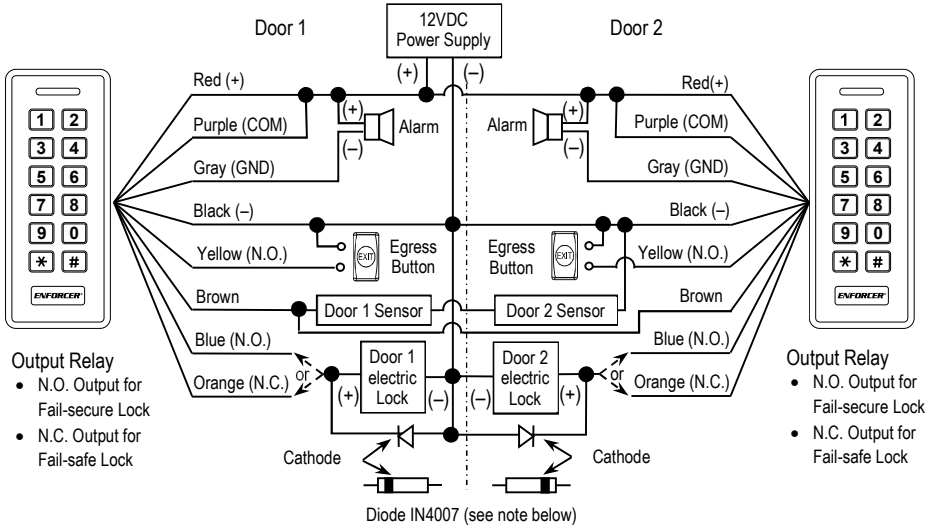 Door 1
12VDC
Power Supply
Door 2
(+)
(–)
Red (+)
Red(+)
Purple (COM)
Purple (COM)
(+)
Alarm
(–)
Alarm
(+)
(–)
Gray (GND)
Gray (GND)
1 2
3 4
5 6
7 8
9 0
* #
ENFORCER®
1 2
3 4
5 6
7 8
9 0
* #
ENFORCER®
Black (–)
Black (–)
Yellow (N.O.)
EXIT
Egress
Button
Egress
Button
EXIT
Yellow (N.O.)
Brown
Door 1 Sensor
Door 2 Sensor
Brown
Blue (N.O.)
Blue (N.O.)
or
Orange (N.C.)
(+)
Door 1
electric
Lock
(–)
(–)
Door 2
electric
Lock
(+)
or
Orange (N.C.)
Output Relay
• N.O. Output for
Fail-secure Lock
• N.C. Output for
Fail-safe Lock
Output Relay
• N.O. Output for
Fail-secure Lock
• N.C. Output for
Fail-safe Lock
Cathode
Cathode
Diode IN4007 (see note below)